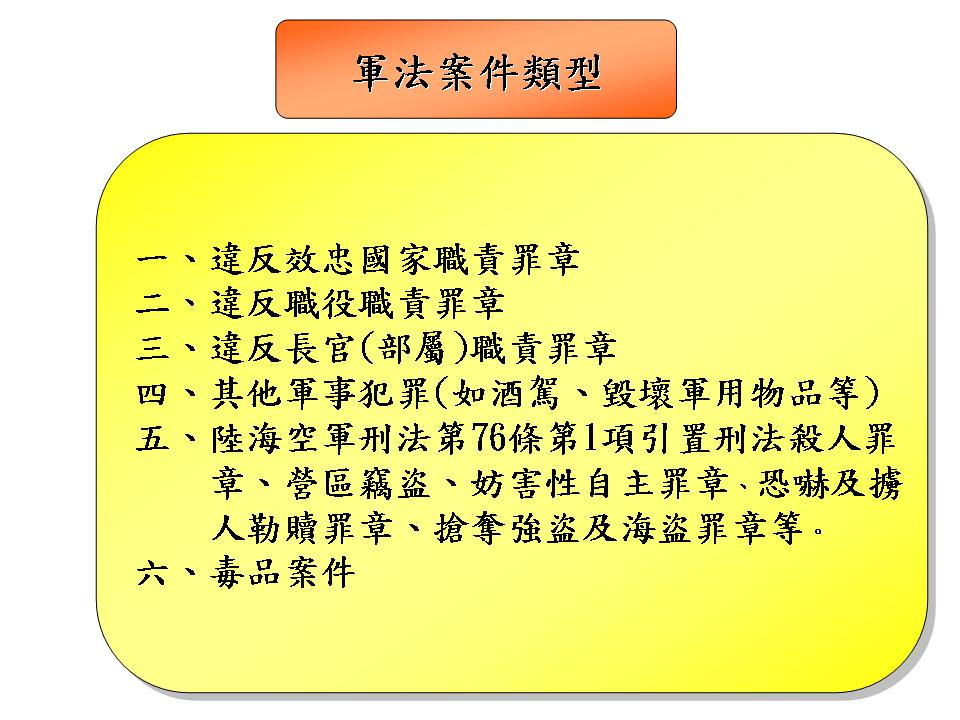 軍法案件類型
一、違反效忠國家職責罪章
二、違反職役職責罪章
三、違反長官(部屬)職責罪章
四、其他軍事犯罪(如酒駕、毀壞軍用物品等)
五、陸海空軍刑法第76條第1項引置刑法殺人罪
章、營區竊盜、妨害性自主罪章、恐嚇及擄
人勒贖罪章、搶奪強盜及海盜罪章等。
六、毒品案件